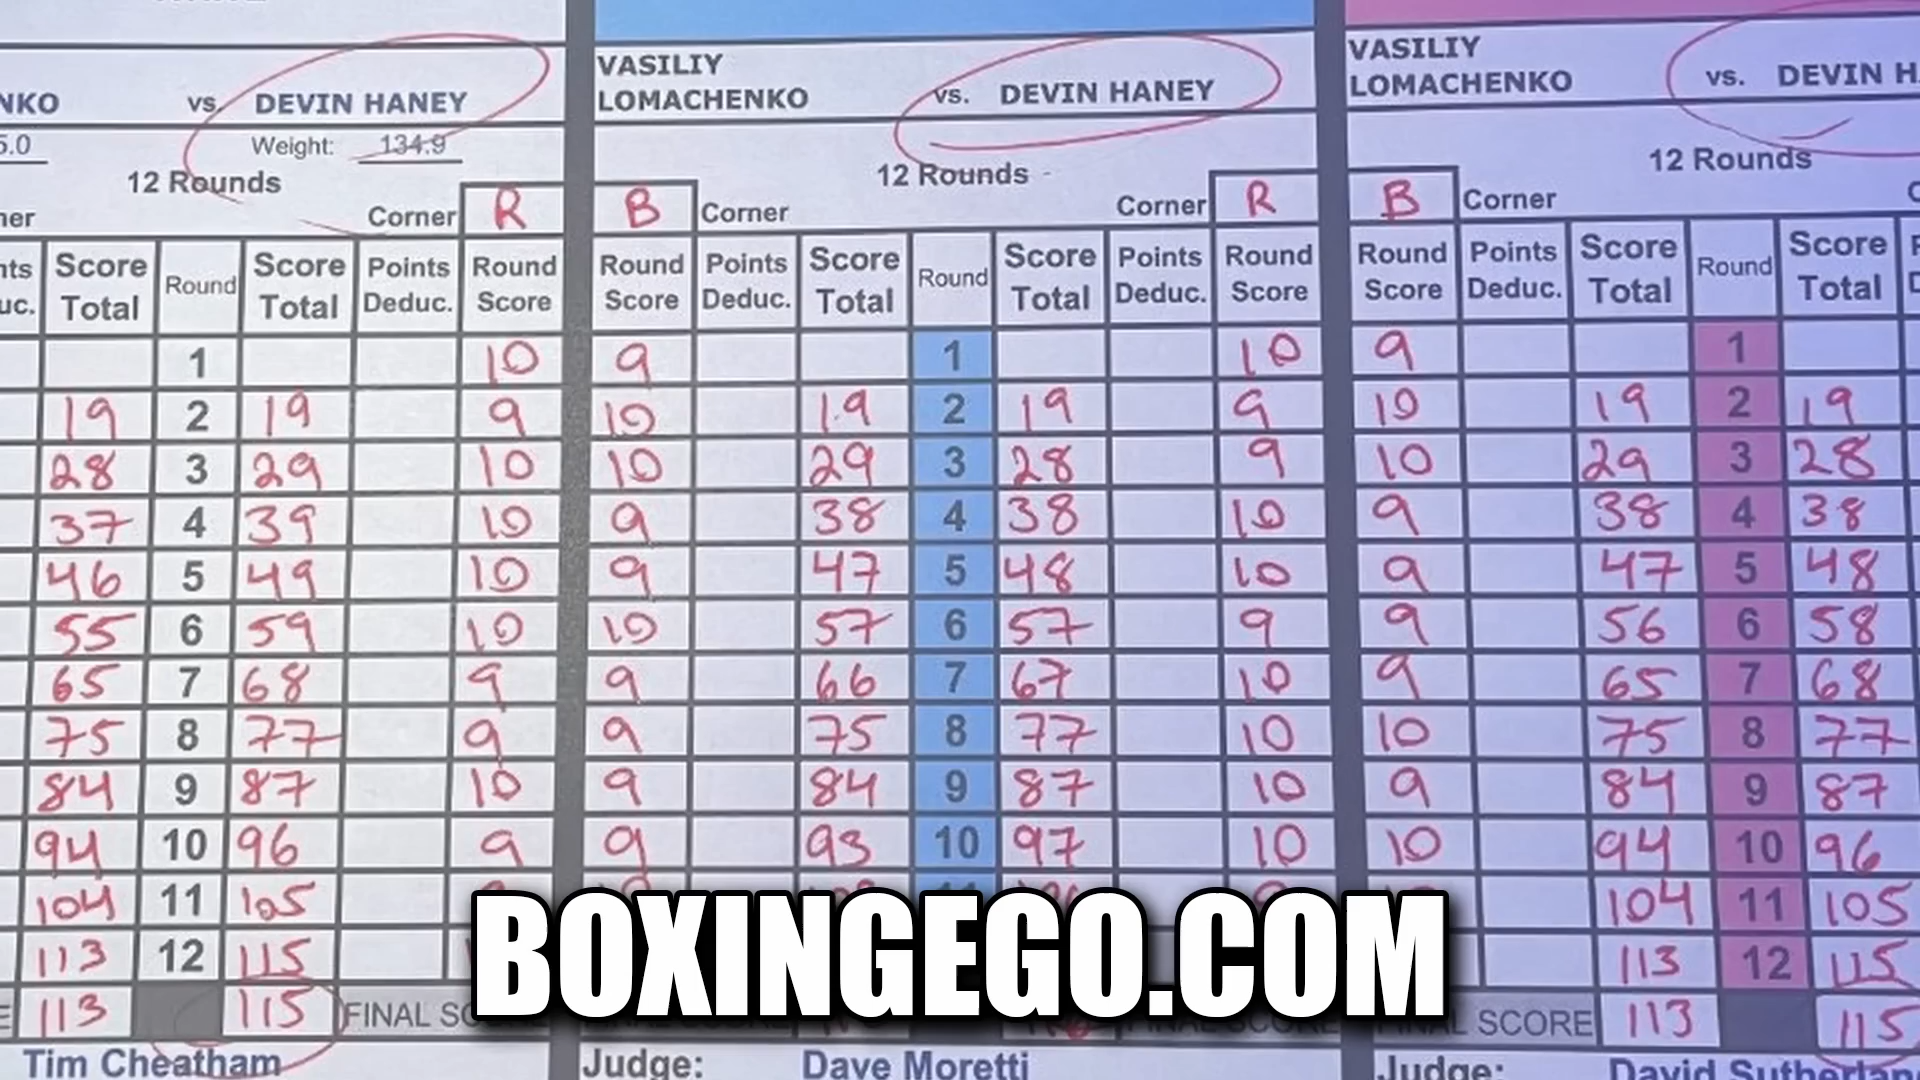 NKO vs. DEVIN HANEY
5.0 Weight: 134.9
12 Rounds
ner Corner R
nts Score Round Score Points Round
uc. Total Total Deduc. Score
1 10
19 2 19 9
28 3 29 10
37 4 39 10
46 5 49 10
55 6 59 10
65 7 68 9
75 8 77 9
84 9 87 10
94 10 96 9
104 11 105
113 12 115
E 113 115 FINAL SC
Tim Cheatham
VASILIY
LOMACHENKO vs. DEVIN HANEY
12 Rounds
B Corner Corner R
Round Points Score Round Score Points Round
Score Deduc. Total Total Deduc. Score
9 1 10
10 19 2 19 9
10 29 3 28 9
9 38 4 38 10
9 47 5 48 10
10 57 6 57 9
9 66 7 67 10
9 75 8 77 10
9 84 9 87 10
9 93 10 97 10
Judge: Dave Moretti
VASILIY
LOMACHENKO vs. DEVIN H
12 Rounds
B Corner C
Round Points Score Round Score
Score Deduc. Total Total
9 1
10 19 2 19
10 29 3 28
9 38 4 38
9 47 5 48
9 56 6 58
9 65 7 68
10 75 8 77
9 84 9 87
10 94 10 96
104 11 105
113 12 115
SCORE 113 115
Judge: David Sutherlan
BOXINGEGO.COM